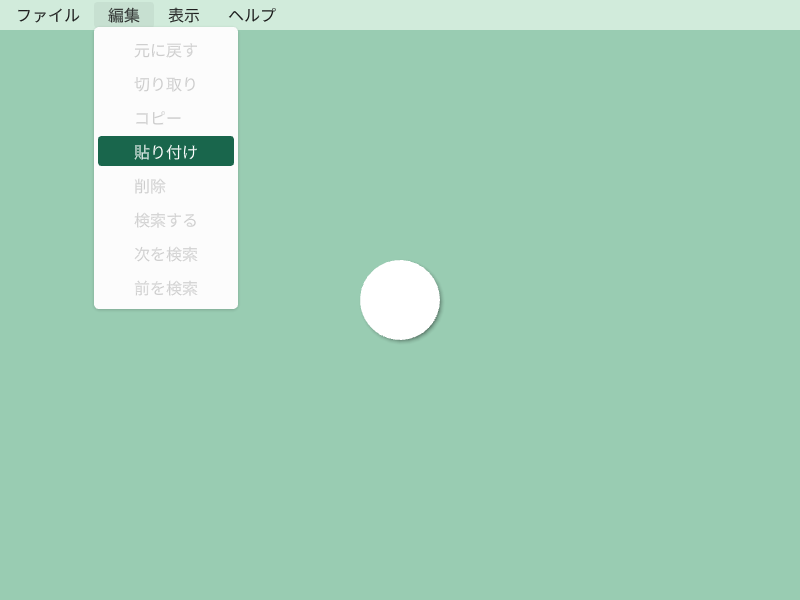 ファイル 編集 表示 ヘルプ
元に戻す
切り取り
コピー
貼り付け
削除
検索する
次を検索
前を検索